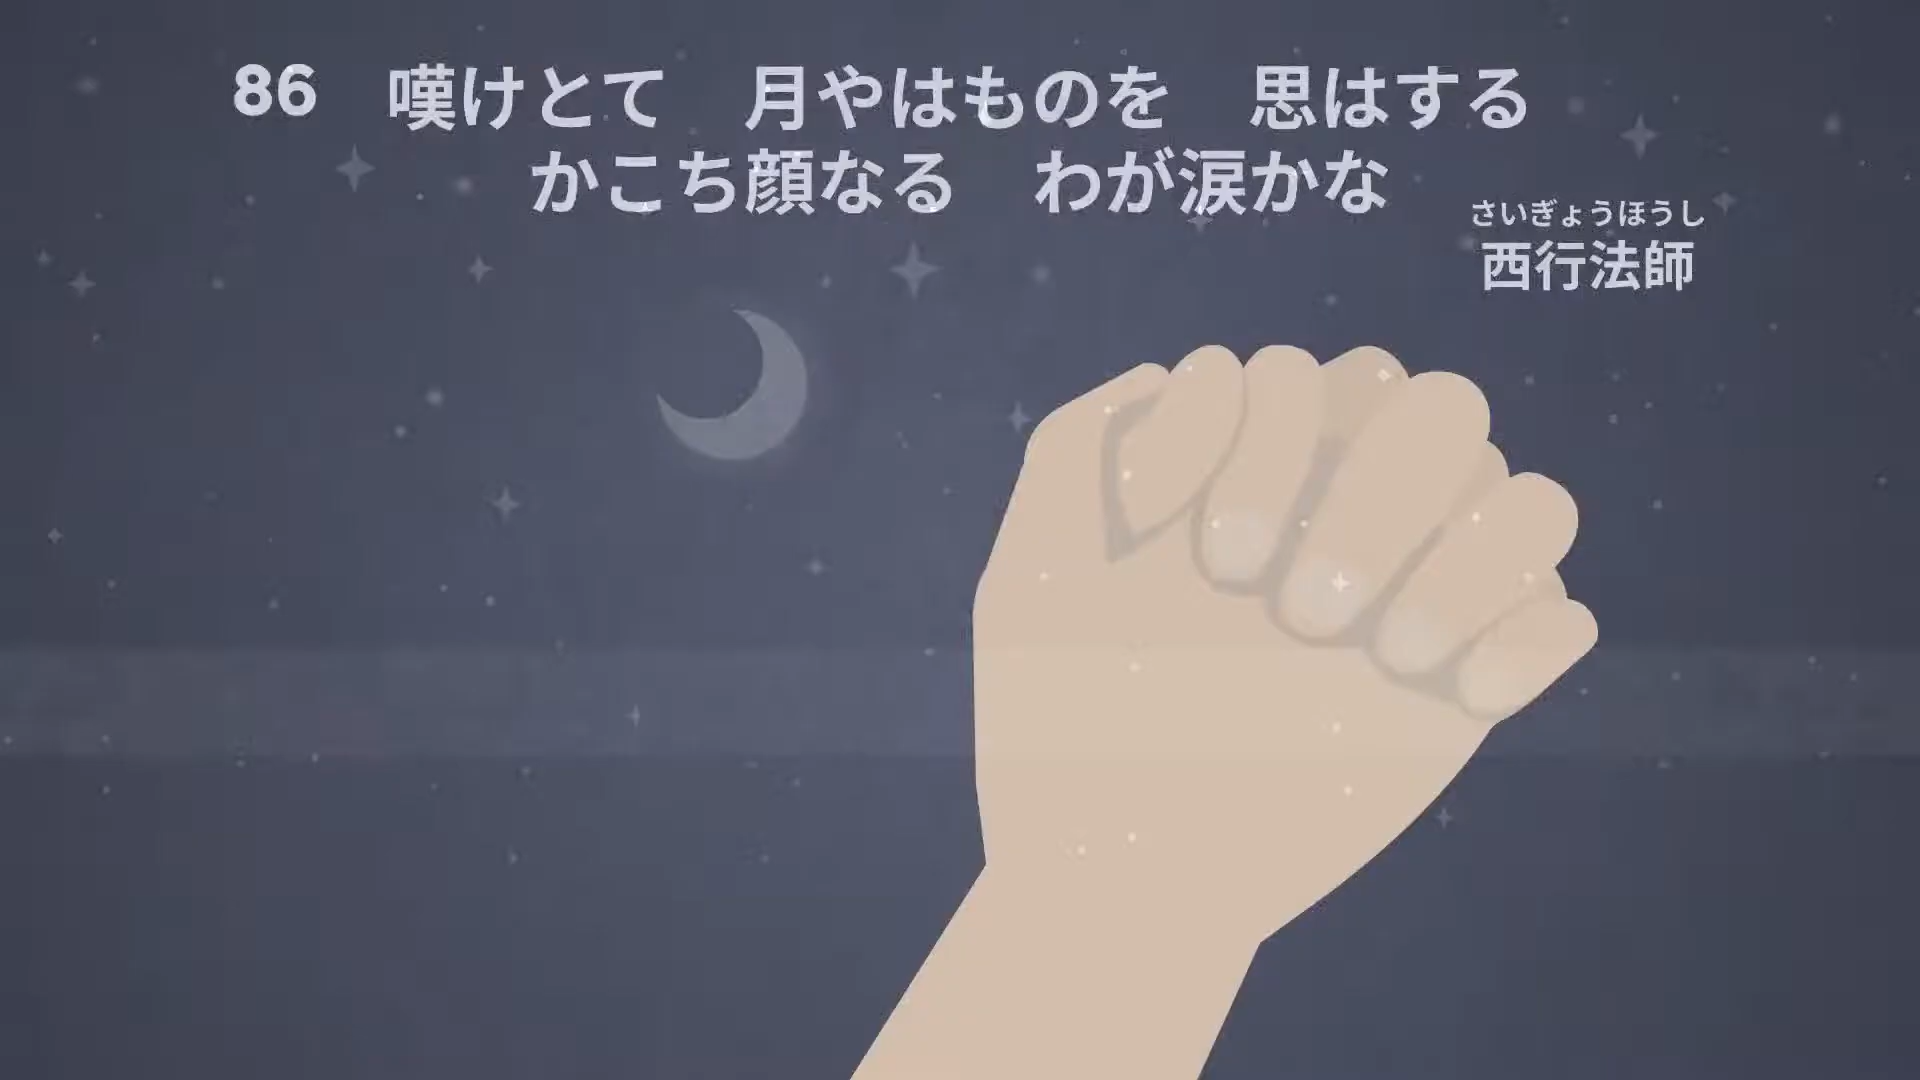 86　嘆けとて　月やはものを　思はする
かこち顔なる　わが涙かな
さいぎょうほうし
西行法師